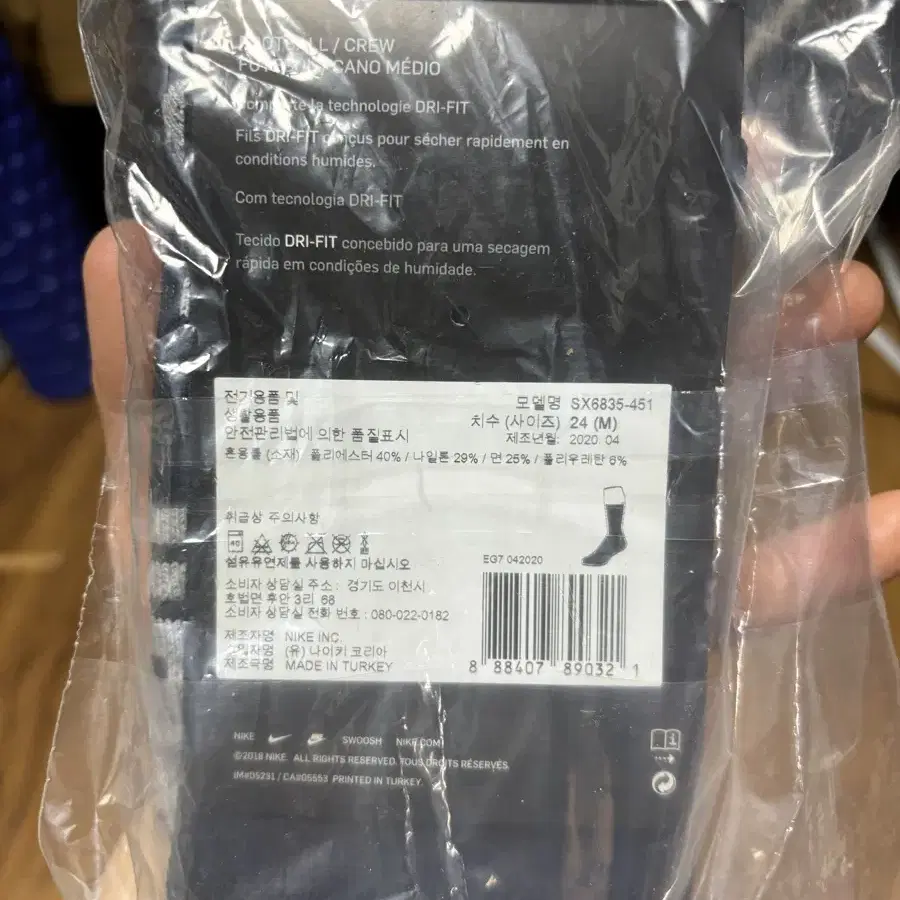 / CREW
CANO MÉDIO
la technologie DRI-FIT
Fils DRI-FIT conçus pour sécher rapidement en
conditions humides.
Com tecnologia DRI-FIT
Tecido DRI-FIT concebido para uma secagem
rápida em condições de humidade.
전기용품 및
생활용품
안전관리법에 의한 품질표시
모델명 SX6835-451
치수 (사이즈) 24 (M)
제조년월: 2020. 04
혼용률 (소재) 폴리에스터 40% / 나일론 29% / 면 25% / 폴리우레탄 6%
취급상 주의사항
40
섬유유연제를 사용하지 마십시오
소비자 상담실 주소 : 경기도 이천시
호법면 후안 3리 68
소비자 상담실 전화 번호 : 080-022-0182
EG7 042020
제조자명 NIKE INC.
수입자명 (유) 나이키 코리아
제조국명 MADE IN TURKEY
8 88407 89032 1
NIKE SWOOSH NIKE.COM
©2018 NIKE. ALL RIGHTS RESERVED. TOUS DROITS RÉSERVÉS.
IM#05231 / CA#05553 PRINTED IN TURKEY.